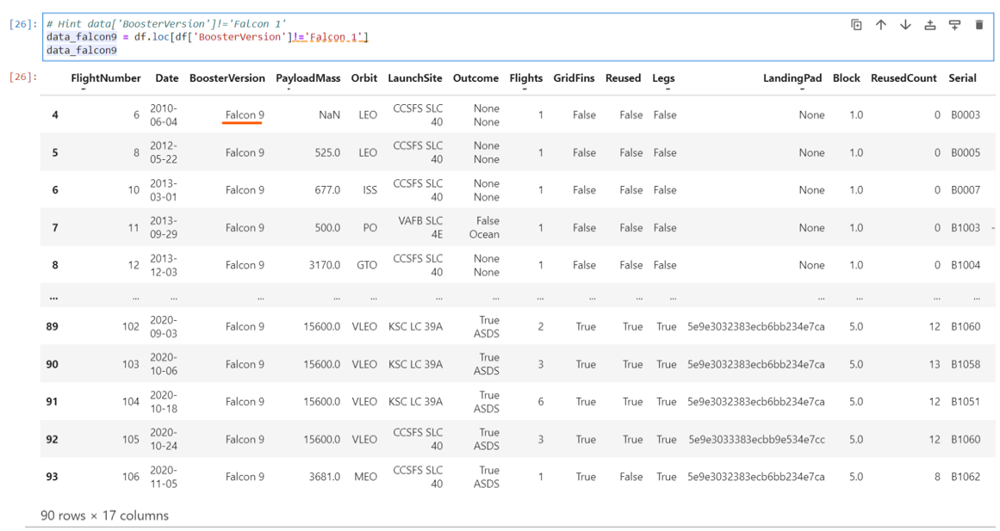 [26]: # Hint data['BoosterVersion']!='Falcon 1'
data_falcon9 = df.loc[df['BoosterVersion']!='Falcon 1']
data_falcon9
[26]: FlightNumber Date BoosterVersion PayloadMass Orbit LaunchSite Outcome Flights GridFins Reused Legs LandingPad Block ReusedCount Serial
4 6 2010-06-04 Falcon 9 NaN LEO CCSFS SLC 40 None None 1 False False False None 1.0 0 B0003
5 8 2012-05-22 Falcon 9 525.0 LEO CCSFS SLC 40 None None 1 False False False None 1.0 0 B0005
6 10 2013-03-01 Falcon 9 677.0 ISS CCSFS SLC 40 None None 1 False False False None 1.0 0 B0007
7 11 2013-09-29 Falcon 9 500.0 PO VAFB SLC 4E False Ocean 1 False False False None 1.0 0 B1003 -
8 12 2013-12-03 Falcon 9 3170.0 GTO CCSFS SLC 40 None None 1 False False False None 1.0 0 B1004
... ... ... ... ... ... ... ... ... ... ... ... ... ... ... ...
89 102 2020-09-03 Falcon 9 15600.0 VLEO KSC LC 39A True ASDS 2 True True True 5e9e3032383ecb6bb234e7ca 5.0 12 B1060
90 103 2020-10-06 Falcon 9 15600.0 VLEO KSC LC 39A True ASDS 3 True True True 5e9e3032383ecb6bb234e7ca 5.0 13 B1058
91 104 2020-10-18 Falcon 9 15600.0 VLEO KSC LC 39A True ASDS 6 True True True 5e9e3032383ecb6bb234e7ca 5.0 12 B1051
92 105 2020-10-24 Falcon 9 15600.0 VLEO CCSFS SLC 40 True ASDS 3 True True True 5e9e3033383ecbb9e534e7cc 5.0 12 B1060
93 106 2020-11-05 Falcon 9 3681.0 MEO CCSFS SLC 40 True ASDS 1 True False True 5e9e3032383ecb6bb234e7ca 5.0 8 B1062
90 rows × 17 columns